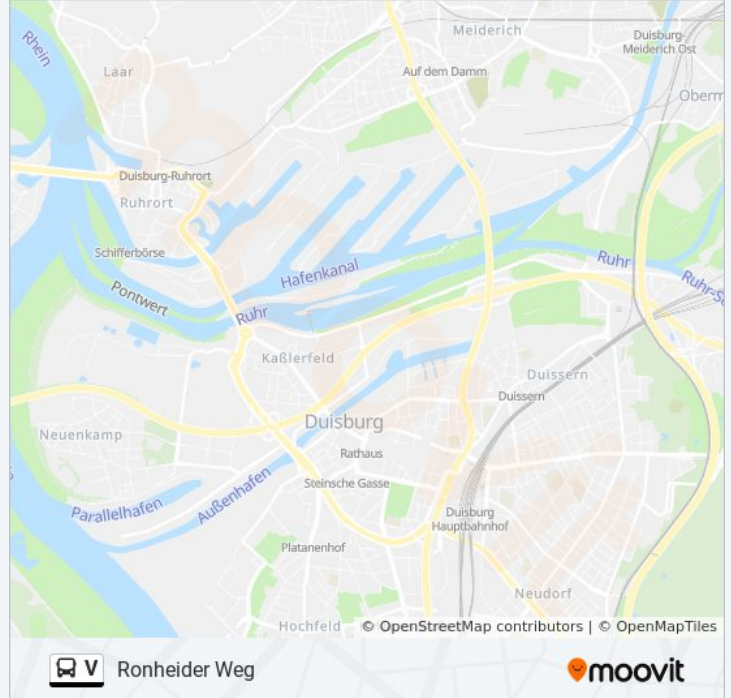 Rhein
Meiderich
Duisburg-
Meiderich Ost
Laar
Auf dem Damm
Oberm
Duisburg-Ruhrort
Ruhrort
Schifferbörse
Hafenkanal
Ruhr
Ruhr-S
Pontwert
Ruhr
Kaßlerfeld
Duissern
Duissern
Duisburg
Neuenkamp
Rathaus
Steinsche Gasse
Außenhafen
Parallelhafen
Duisburg
Hauptbahnhof
Platanenhof
Neudorf
Hochfeld
© OpenStreetMap contributors | © OpenMapTiles
V Ronheider Weg
moovit